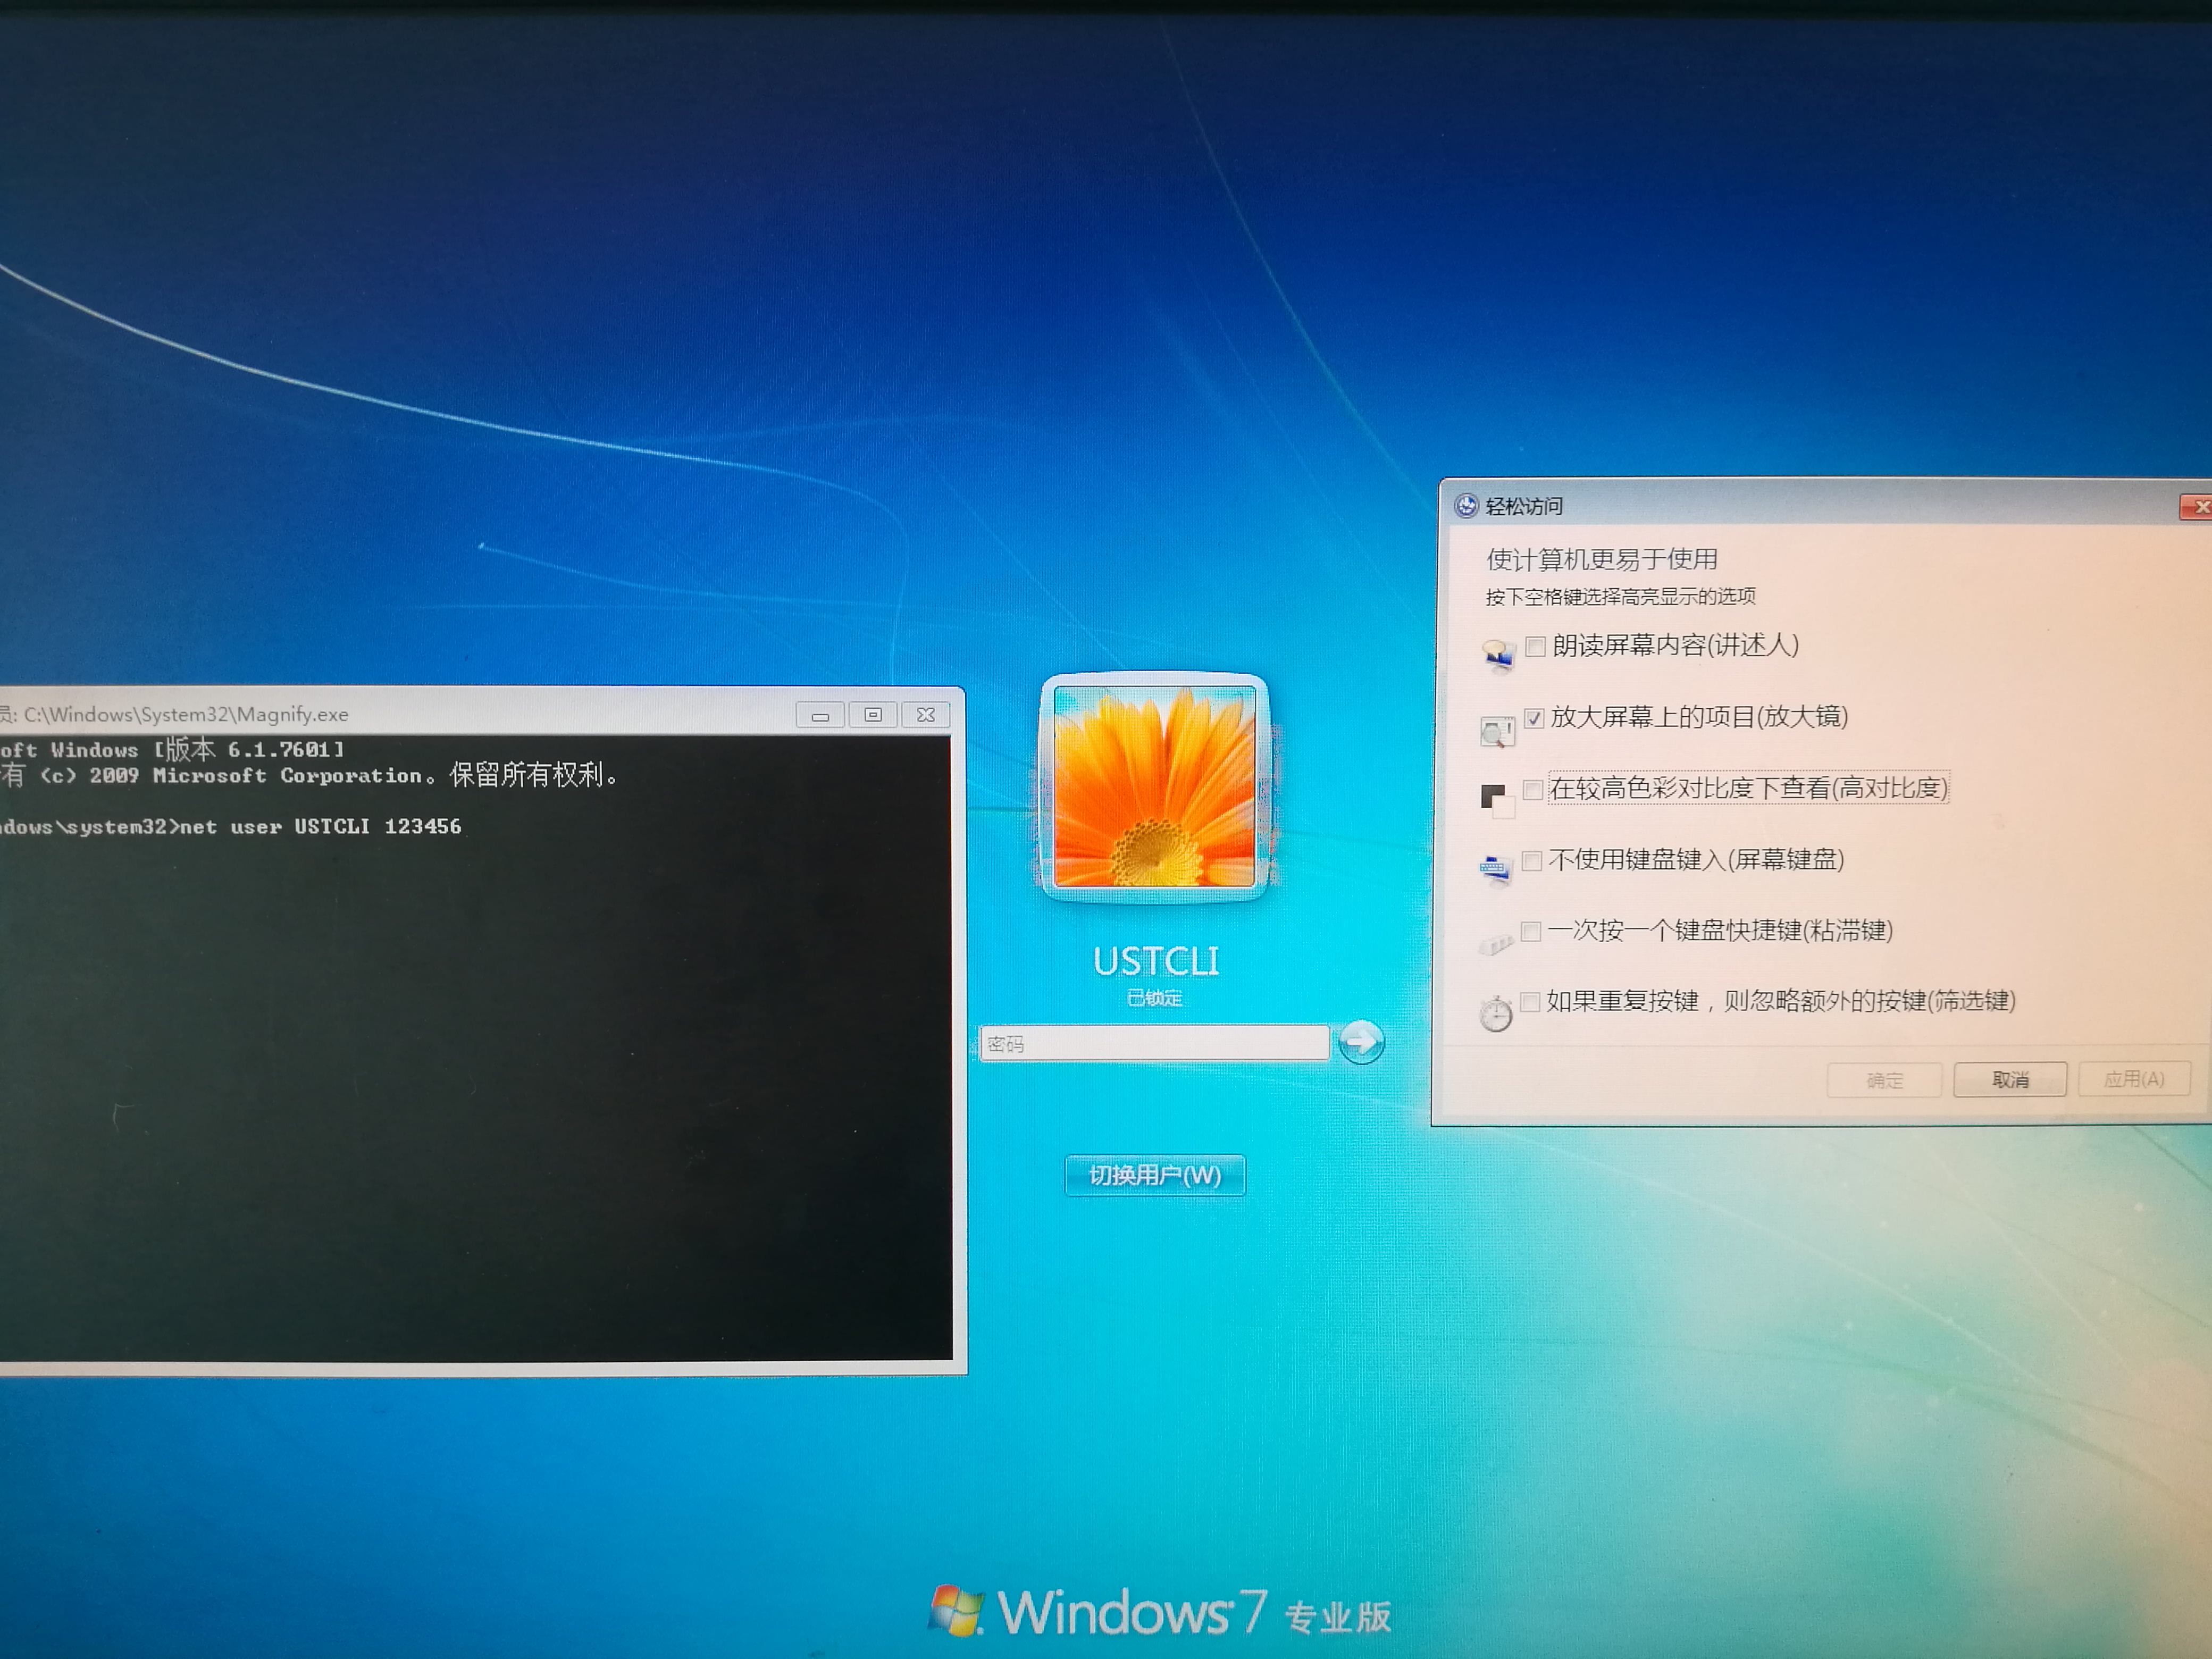 员: C:\Windows\System32\Magnify.exe
oft Windows [版本 6.1.7601]
有 (c) 2009 Microsoft Corporation。保留所有权利。
dows\system32>net user USTCLI 123456
USTCLI
已锁定
密码
切换用户(W)
轻松访问
使计算机更易于使用
按下空格键选择高亮显示的选项
朗读屏幕内容(讲述人)
放大屏幕上的项目(放大镜)
在较高色彩对比度下查看(高对比度)
不使用键盘键入(屏幕键盘)
一次按一个键盘快捷键(粘滞键)
如果重复按键，则忽略额外的按键(筛选键)
确定 取消 应用(A)
Windows 7 专业版